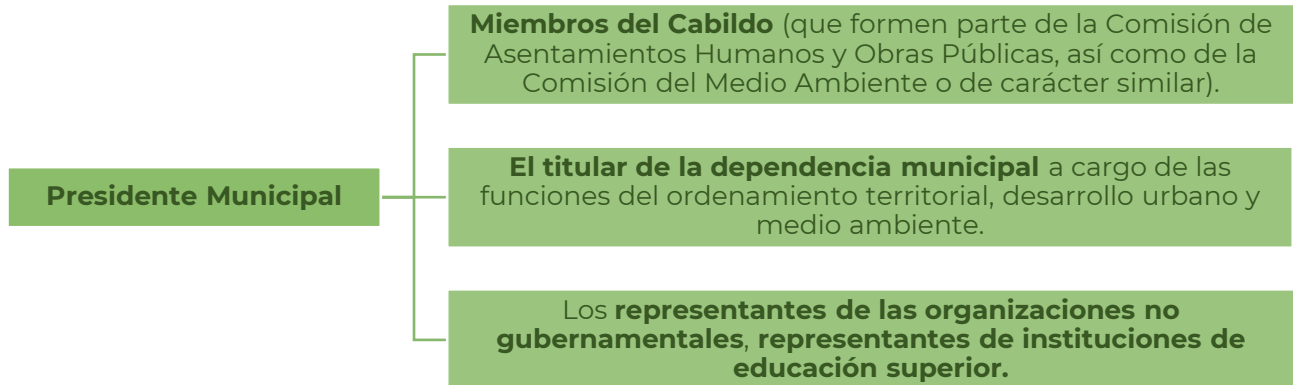 Miembros del Cabildo (que formen parte de la Comisión de
Asentamientos Humanos y Obras Públicas, así como de la
Comisión del Medio Ambiente o de carácter similar).
Presidente Municipal
El titular de la dependencia municipal a cargo de las
funciones del ordenamiento territorial, desarrollo urbano y
medio ambiente.
Los representantes de las organizaciones no
gubernamentales, representantes de instituciones de
educación superior.